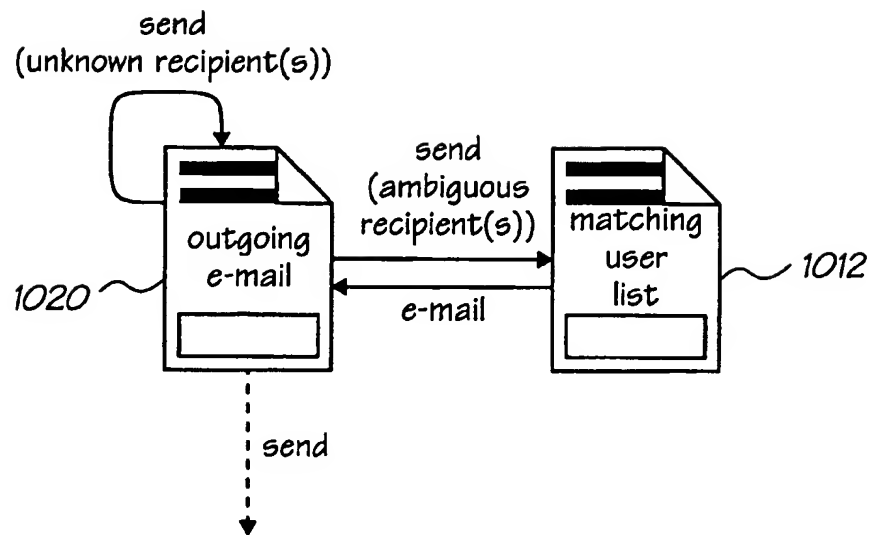 send
(unknown recipient(s))
send
(ambiguous
recipient(s))
outgoing
e-mail
matching
user
list
1020
1012
e-mail
send